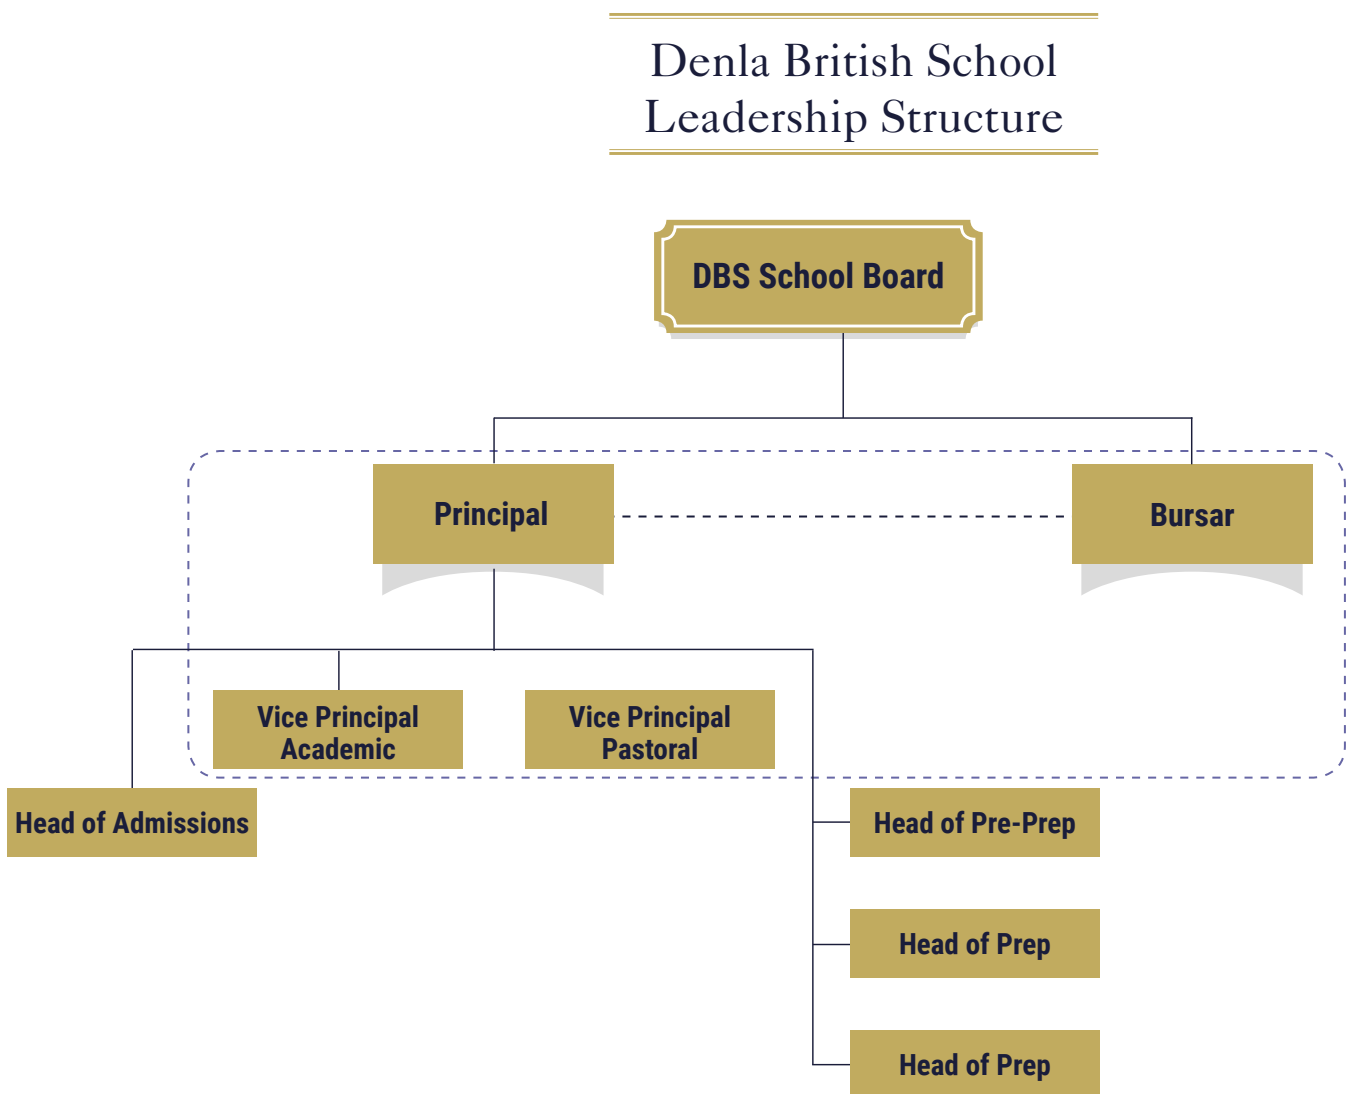 Denla British School
Leadership Structure
DBS School Board
Principal
Bursar
Vice Principal
Academic
Vice Principal
Pastoral
Head of Admissions
Head of Pre-Prep
Head of Prep
Head of Prep